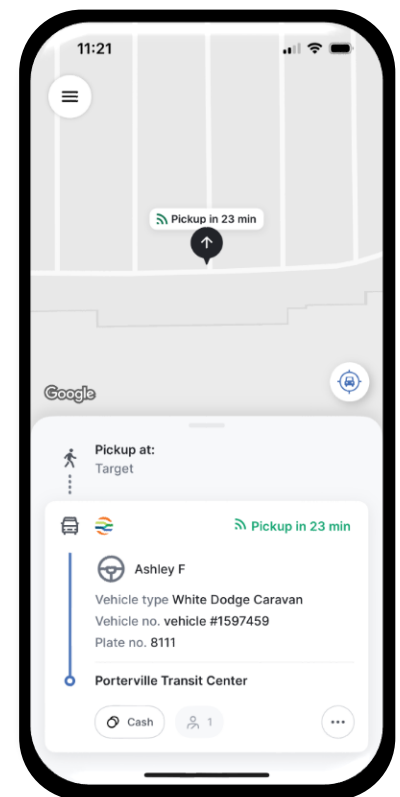 11:21
Pickup in 23 min
Google
Pickup at:
Target
Pickup in 23 min
Ashley F
Vehicle type White Dodge Caravan
Vehicle no. vehicle #1597459
Plate no. 8111
Porterville Transit Center
Cash
1